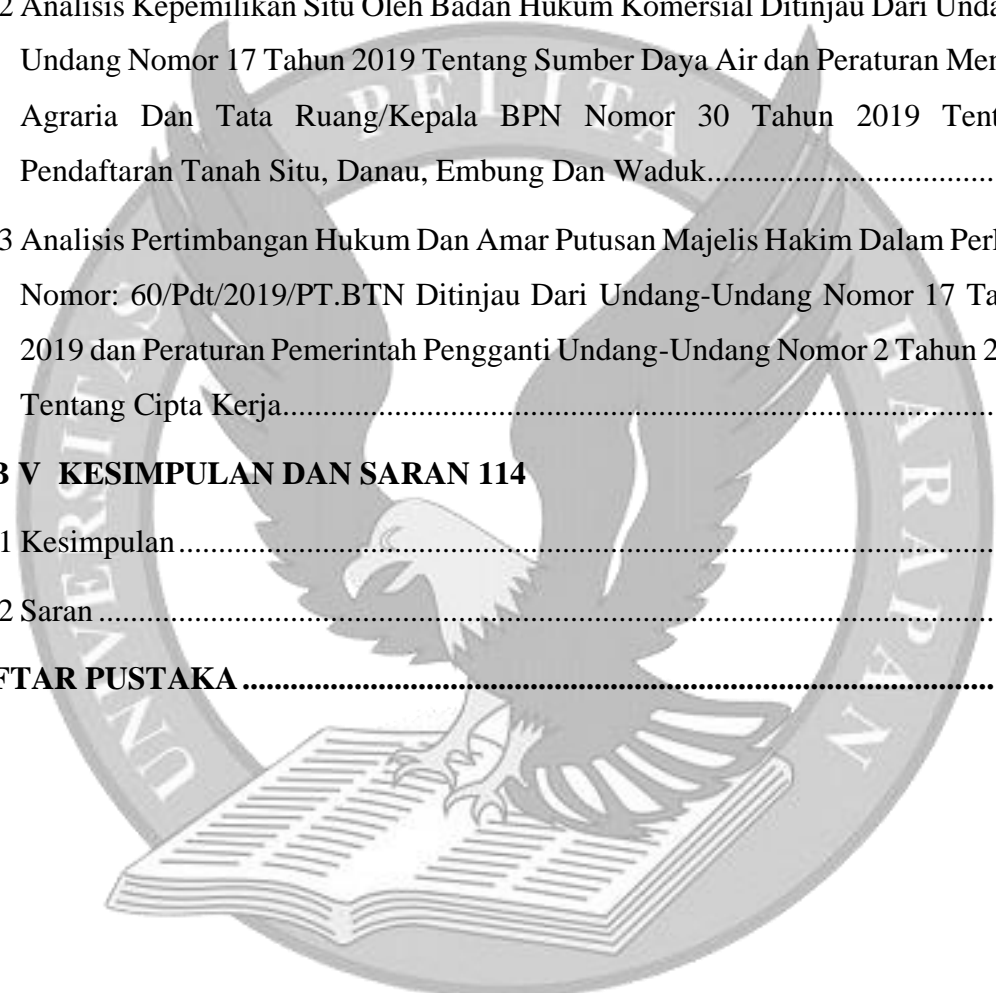 2 Analisis Kepemilikan Situ Oleh Badan Hukum Komersial Ditinjau Dari Unda
Undang Nomor 17 Tahun 2019 Tentang Sumber Daya Air dan Peraturan Men
Agraria Dan Tata Ruang/Kepala BPN Nomor 30 Tahun 2019 Tent
Pendaftaran Tanah Situ, Danau, Embung Dan Waduk....................................
3 Analisis Pertimbangan Hukum Dan Amar Putusan Majelis Hakim Dalam Perk
Nomor: 60/Pdt/2019/PT.BTN Ditinjau Dari Undang-Undang Nomor 17 Ta
2019 dan Peraturan Pemerintah Pengganti Undang-Undang Nomor 2 Tahun 2
Tentang Cipta Kerja....................................................................................
B V KESIMPULAN DAN SARAN 114
1 Kesimpulan..................................................................................................
2 Saran ...........................................................................................................
FTAR PUSTAKA ...........................................................................................
UNIVERSITAS PELITA HARAPAN